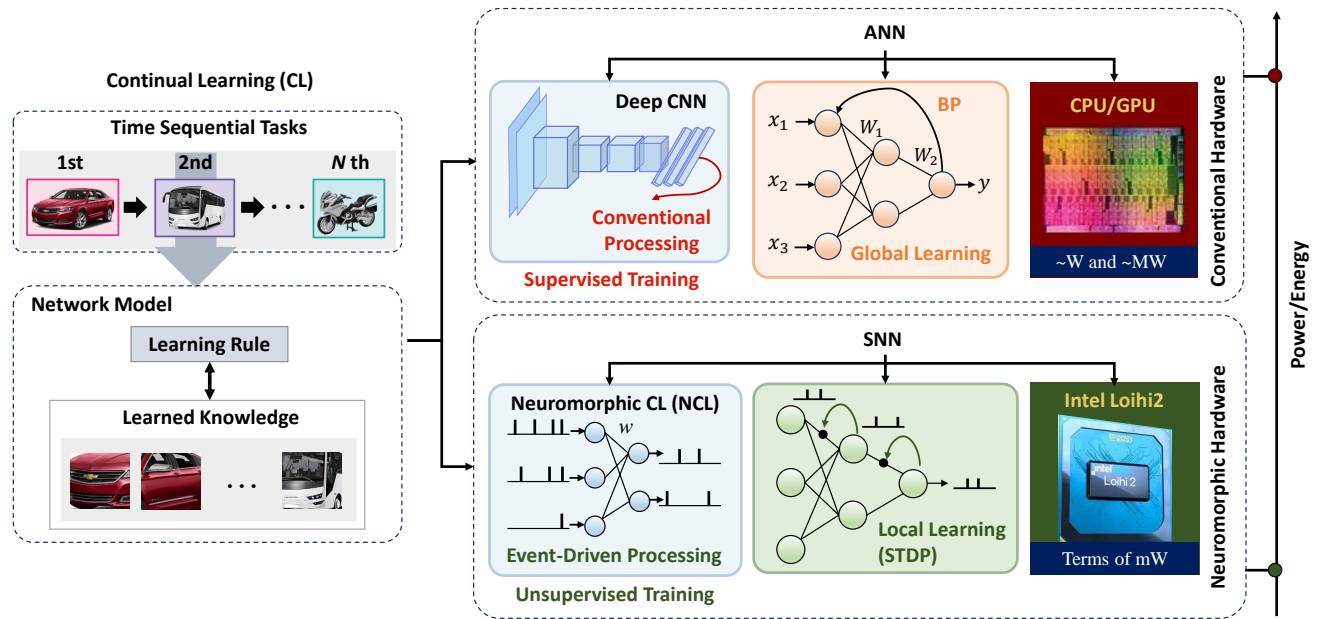 Continual Learning (CL)
Time Sequential Tasks
1st
2nd
N th
Network Model
Learning Rule
Learned Knowledge
ANN
Deep CNN
Conventional
Processing
Supervised Training
BP
x1
x2
x3
W1
W2
y
Global Learning
CPU/GPU
~W and ~MW
Conventional Hardware
SNN
Neuromorphic CL (NCL)
w
Event-Driven Processing
Unsupervised Training
Local Learning
(STDP)
Intel Loihi2
intel
Loihi 2
Terms of mW
Neuromorphic Hardware
Power/Energy